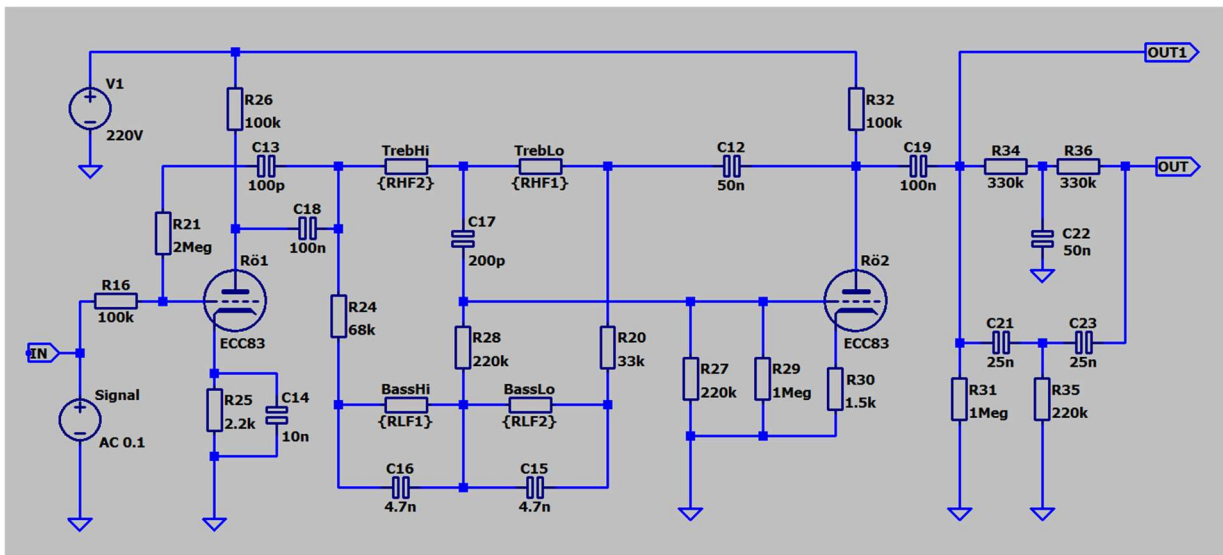 OUT1
V1
220V
R26
100k
R32
100k
C13
100p
TrebHi
{RHF2}
TrebLo
{RHF1}
C12
50n
C19
100n
R34
330k
R36
330k
OUT
R21
2Meg
C18
100n
C17
200p
C22
50n
Rö1
ECC83
Rö2
ECC83
R16
100k
IN
R24
68k
R28
220k
R20
33k
R27
220k
R29
1Meg
R30
1.5k
C21
25n
C23
25n
Signal
AC 0.1
R25
2.2k
C14
10n
BassHi
{RLF1}
BassLo
{RLF2}
R31
1Meg
R35
220k
C16
4.7n
C15
4.7n